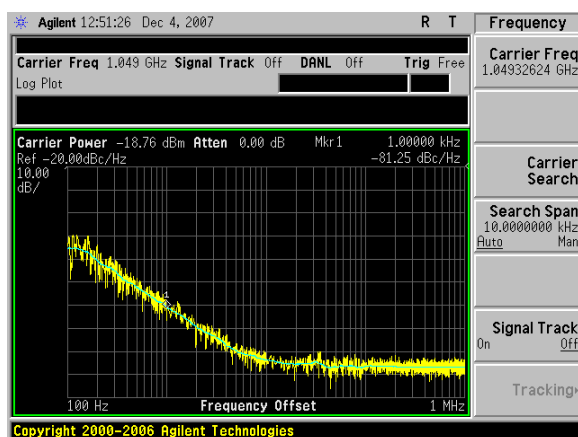 Agilent 12:51:26 Dec 4, 2007 R T
Frequency
Carrier Freq 1.049 GHz Signal Track Off DANL Off Trig Free
Log Plot
Carrier Freq
1.04932624 GHz
Carrier Power -18.76 dBm Atten 0.00 dB Mkr1 1.00000 kHz
Ref -20.00dBc/Hz -81.25 dBc/Hz
10.00
dB/
Carrier
Search
Search Span
10.0000000 kHz
Auto Man
Signal Track
On Off
Tracking
1
100 Hz Frequency Offset 1 MHz
Copyright 2000-2006 Agilent Technologies